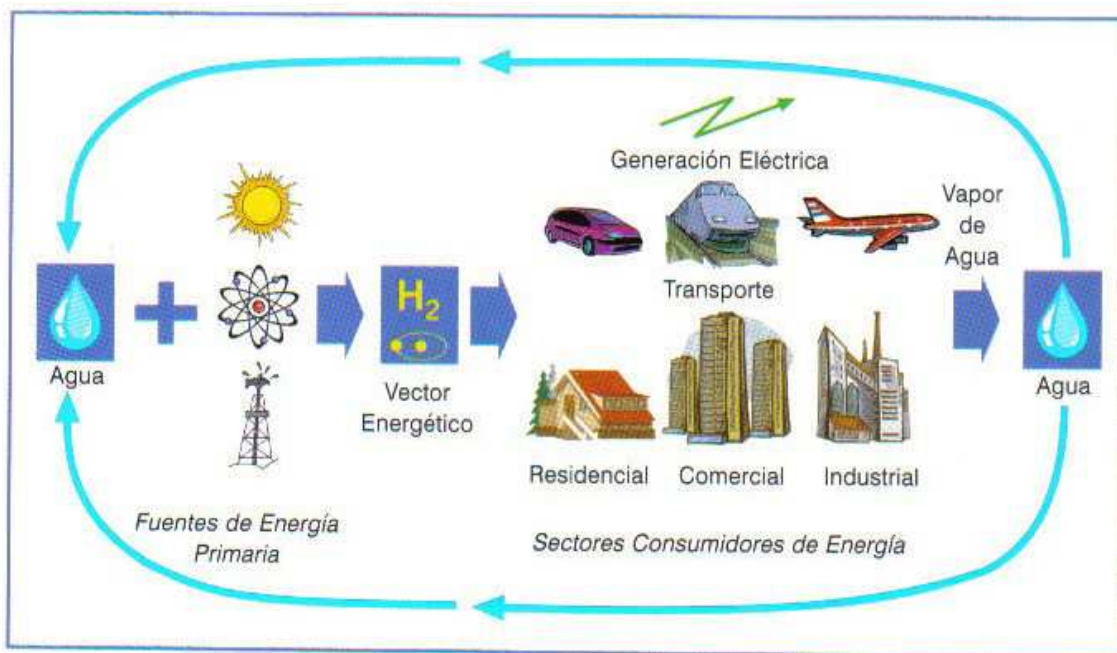 Generación Eléctrica
Vapor
de
Agua
Transporte
H2
Agua
Agua
Vector
Energético
Residencial
Comercial
Industrial
Fuentes de Energía
Primaria
Sectores Consumidores de Energía